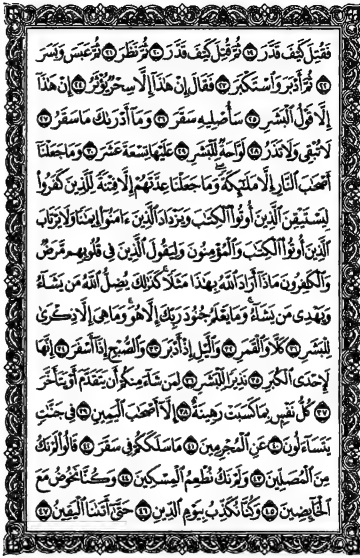 فَقُتِلَ كَيْفَ قَدَّرَ ١٩ ثُمَّ قُتِلَ كَيْفَ قَدَّرَ ٢٠ ثُمَّ نَظَرَ ٢١ ثُمَّ عَبَسَ وَبَسَرَ
٢٢ ثُمَّ أَدْبَرَ وَاسْتَكْبَرَ ٢٣ فَقَالَ إِنْ هَٰذَا إِلَّا سِحْرٌ يُؤْثَرُ ٢٤ إِنْ هَٰذَا
إِلَّا قَوْلُ الْبَشَرِ ٢٥ سَأُصْلِيهِ سَقَرَ ٢٦ وَمَا أَدْرَاكَ مَا سَقَرُ ٢٧
لَا تُبْقِي وَلَا تَذَرُ ٢٨ لَوَّاحَةٌ لِلْبَشَرِ ٢٩ عَلَيْهَا تِسْعَةَ عَشَرَ ٣٠ وَمَا جَعَلْنَا
أَصْحَابَ النَّارِ إِلَّا مَلَائِكَةً وَمَا جَعَلْنَا عِدَّتَهُمْ إِلَّا فِتْنَةً لِلَّذِينَ كَفَرُوا
لِيَسْتَيْقِنَ الَّذِينَ أُوتُوا الْكِتَابَ وَيَزْدَادَ الَّذِينَ ءَامَنُوا إِيمَانًا وَلَا يَرْتَابَ
الَّذِينَ أُوتُوا الْكِتَابَ وَالْمُؤْمِنُونَ وَلِيَقُولَ الَّذِينَ فِي قُلُوبِهِمْ مَرَضٌ
وَالْكَافِرُونَ مَاذَا أَرَادَ اللَّهُ بِهَٰذَا مَثَلًا كَذَٰلِكَ يُضِلُّ اللَّهُ مَنْ يَشَاءُ
وَيَهْدِي مَنْ يَشَاءُ وَمَا يَعْلَمُ جُنُودَ رَبِّكَ إِلَّا هُوَ وَمَا هِيَ إِلَّا ذِكْرَىٰ
لِلْبَشَرِ ٣١ كَلَّا وَالْقَمَرِ ٣٢ وَاللَّيْلِ إِذْ أَدْبَرَ ٣٣ وَالصُّبْحِ إِذَا أَسْفَرَ ٣٤ إِنَّهَا
لَإِحْدَى الْكُبَرِ ٣٥ نَذِيرًا لِلْبَشَرِ ٣٦ لِمَنْ شَاءَ مِنْكُمْ أَنْ يَتَقَدَّمَ أَوْ يَتَأَخَّرَ
٣٧ كُلُّ نَفْسٍ بِمَا كَسَبَتْ رَهِينَةٌ ٣٨ إِلَّا أَصْحَابَ الْيَمِينِ ٣٩ فِي جَنَّاتٍ
يَتَسَاءَلُونَ ٤٠ عَنِ الْمُجْرِمِينَ ٤١ مَا سَلَكَكُمْ فِي سَقَرَ ٤٢ قَالُوا لَمْ نَكُ
مِنَ الْمُصَلِّينَ ٤٣ وَلَمْ نَكُ نُطْعِمُ الْمِسْكِينَ ٤٤ وَكُنَّا نَخُوضُ مَعَ
الْخَائِضِينَ ٤٥ وَكُنَّا نُكَذِّبُ بِيَوْمِ الدِّينِ ٤٦ حَتَّىٰ أَتَانَا الْيَقِينُ ٤٧